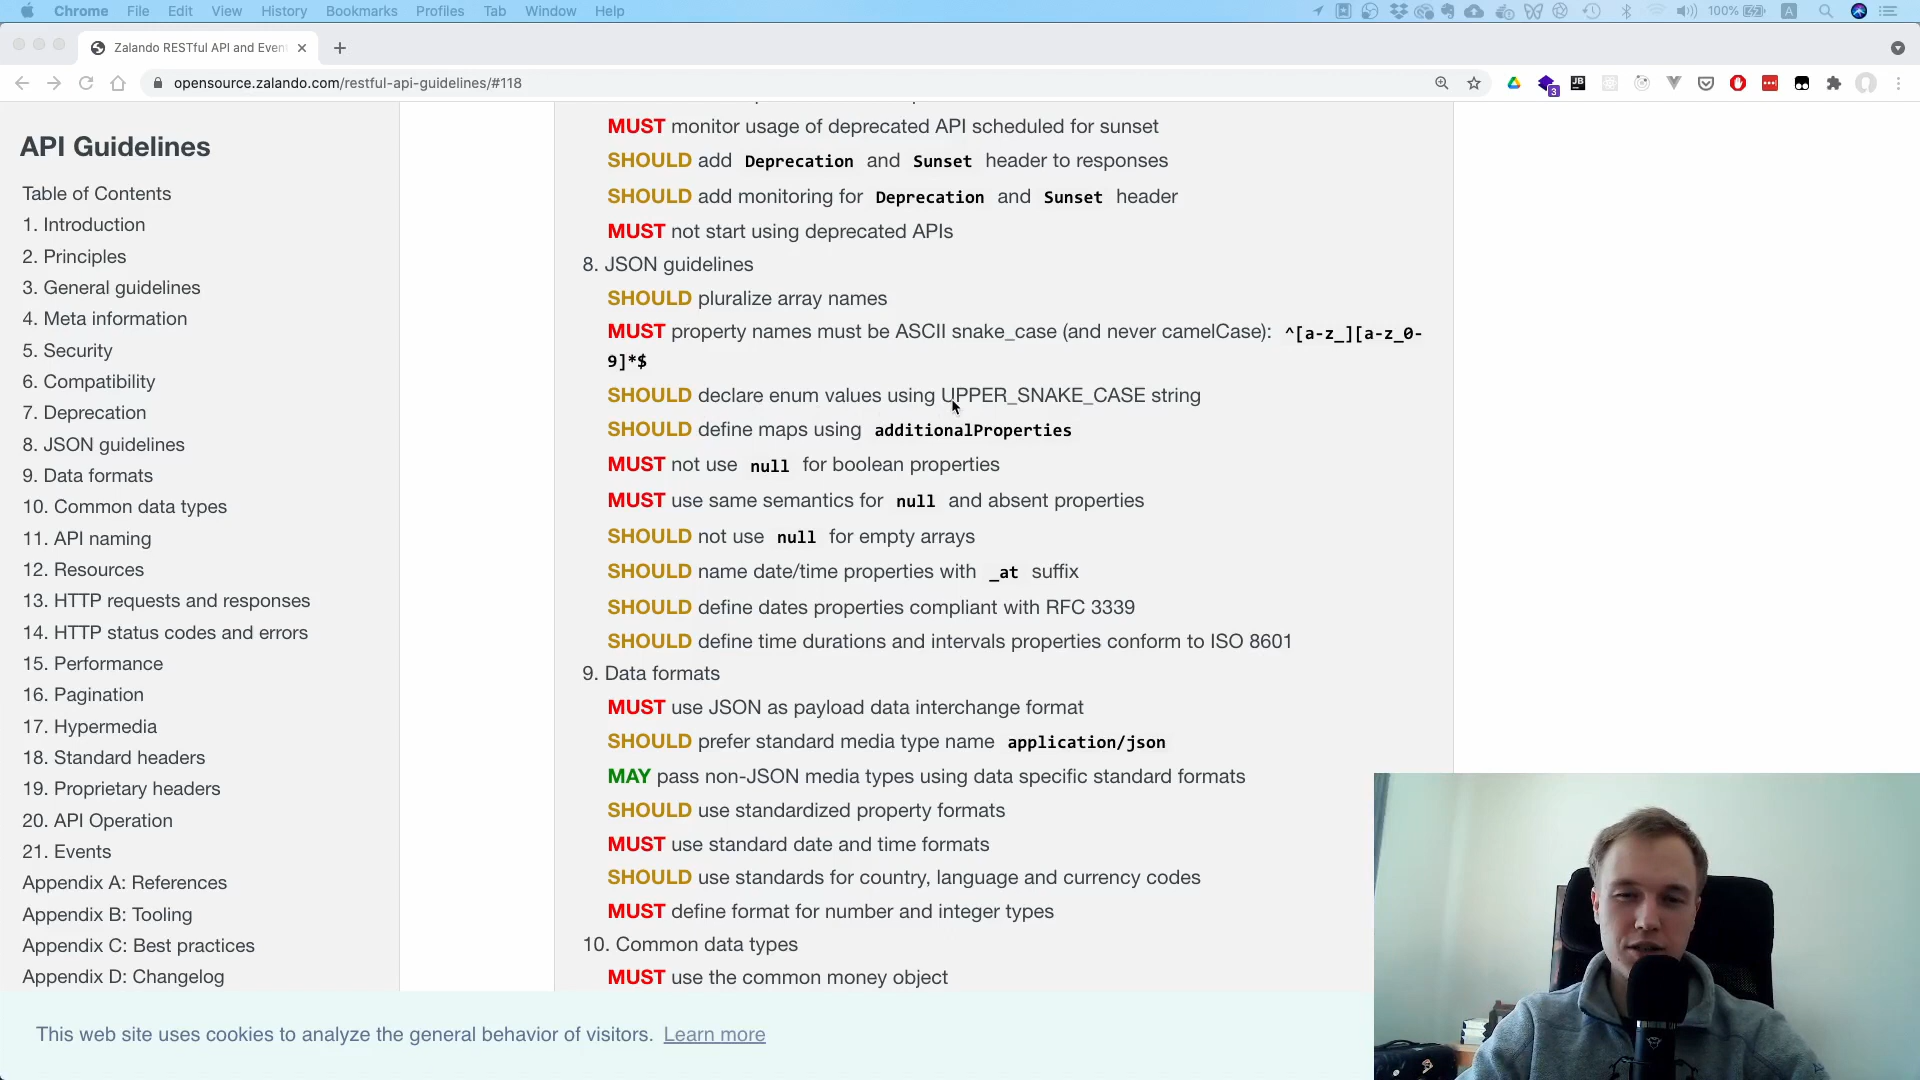 Chrome File Edit View History Bookmarks Profiles Tab Window Help 100% A
Zalando RESTful API and Even
opensource.zalando.com/restful-api-guidelines/#118
JB
3
API Guidelines
Table of Contents
1. Introduction
2. Principles
3. General guidelines
4. Meta information
5. Security
6. Compatibility
7. Deprecation
8. JSON guidelines
9. Data formats
10. Common data types
11. API naming
12. Resources
13. HTTP requests and responses
14. HTTP status codes and errors
15. Performance
16. Pagination
17. Hypermedia
18. Standard headers
19. Proprietary headers
20. API Operation
21. Events
Appendix A: References
Appendix B: Tooling
Appendix C: Best practices
Appendix D: Changelog
MUST monitor usage of deprecated API scheduled for sunset
SHOULD add Deprecation and Sunset header to responses
SHOULD add monitoring for Deprecation and Sunset header
MUST not start using deprecated APIs
8. JSON guidelines
SHOULD pluralize array names
MUST property names must be ASCII snake_case (and never camelCase): ^[a-z_][a-z_0-
9]*$
SHOULD declare enum values using UPPER_SNAKE_CASE string
SHOULD define maps using additionalProperties
MUST not use null for boolean properties
MUST use same semantics for null and absent properties
SHOULD not use null for empty arrays
SHOULD name date/time properties with _at suffix
SHOULD define dates properties compliant with RFC 3339
SHOULD define time durations and intervals properties conform to ISO 8601
9. Data formats
MUST use JSON as payload data interchange format
SHOULD prefer standard media type name application/json
MAY pass non-JSON media types using data specific standard formats
SHOULD use standardized property formats
MUST use standard date and time formats
SHOULD use standards for country, language and currency codes
MUST define format for number and integer types
10. Common data types
MUST use the common money object
This web site uses cookies to analyze the general behavior of visitors. Learn more